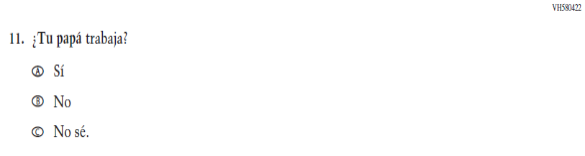 VH580422
11. ¿Tu papá trabaja?
Ⓐ Sí
Ⓑ No
Ⓒ No sé.